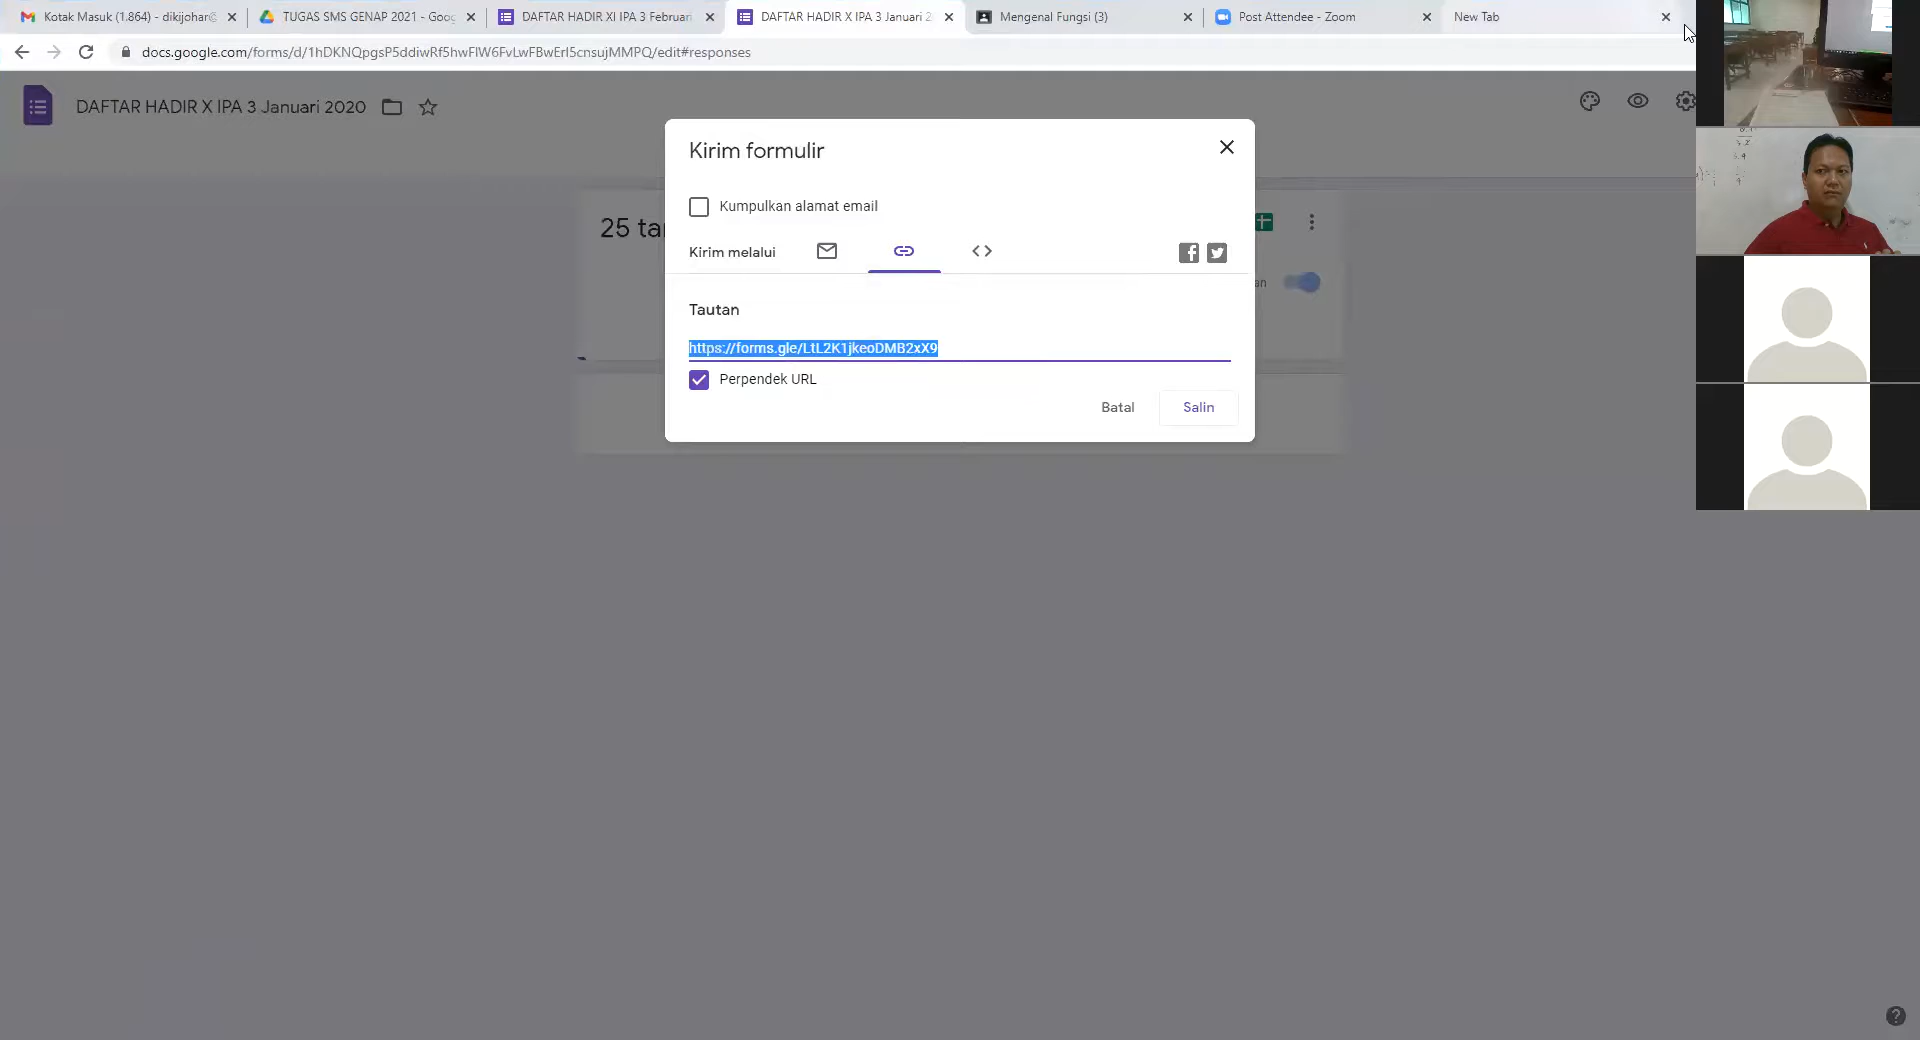 Kotak Masuk (1.864) - dikijohar@
TUGAS SMS GENAP 2021 - Goog
DAFTAR HADIR XI IPA 3 Februari
DAFTAR HADIR X IPA 3 Januari 2
Mengenal Fungsi (3)
Post Attendee - Zoom
New Tab
docs.google.com/forms/d/1hDKNQpgsP5ddiwRf5hwFIW6FvLwFBwErI5cnsujMMPQ/edit#responses
DAFTAR HADIR X IPA 3 Januari 2020
Kirim formulir
Kumpulkan alamat email
25 ta
Kirim melalui
an
Tautan
https://forms.gle/LtL2K1jkeoDMB2xX9
Perpendek URL
Batal
Salin